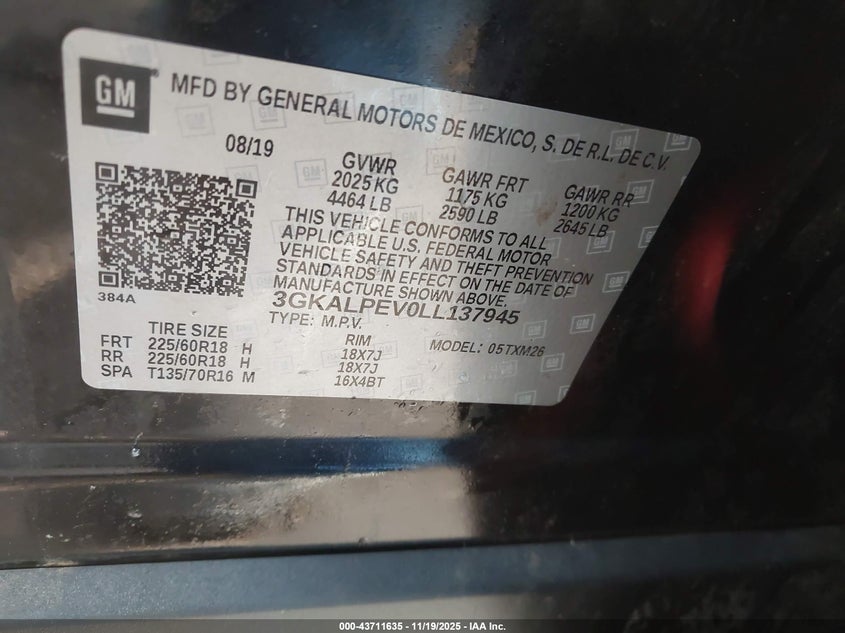 GM
MFD BY GENERAL MOTORS DE MEXICO, S. DE R.L. DE C.V.
08/19
GVWR
2025 KG
4464 LB
GAWR FRT
1175 KG
2590 LB
GAWR RR
1200 KG
2645 LB
THIS VEHICLE CONFORMS TO ALL
APPLICABLE U.S. FEDERAL MOTOR
VEHICLE SAFETY AND THEFT PREVENTION
STANDARDS IN EFFECT ON THE DATE OF
MANUFACTURE SHOWN ABOVE.
384A
3GKALPEV0LL137945
TYPE: M.P.V.
MODEL: 05TXM26
TIRE SIZE
RIM
FRT 225/60R18 H 18X7J
RR 225/60R18 H 18X7J
SPA T135/70R16 M 16X4BT
000-43711635 - 11/19/2025 - IAA Inc.